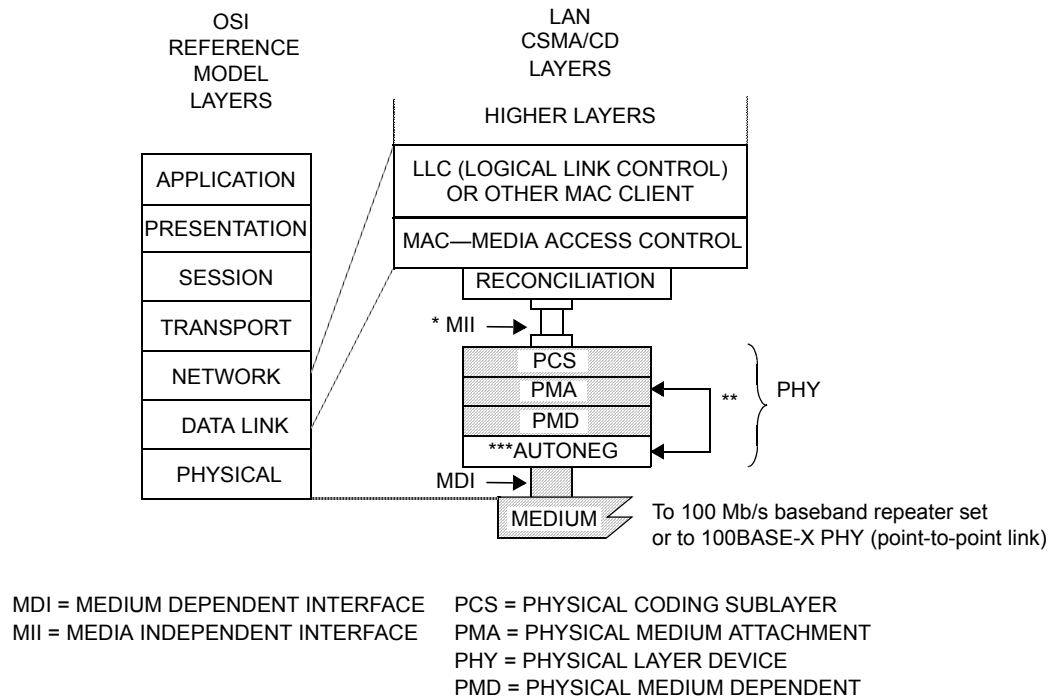 OSI
REFERENCE
MODEL
LAYERS
LAN
CSMA/CD
LAYERS
HIGHER LAYERS
APPLICATION
PRESENTATION
SESSION
TRANSPORT
NETWORK
DATA LINK
PHYSICAL
LLC (LOGICAL LINK CONTROL)
OR OTHER MAC CLIENT
MAC—MEDIA ACCESS CONTROL
RECONCILIATION
* MII
PCS
PMA
PMD
***AUTONEG
**
PHY
MDI
MEDIUM
To 100 Mb/s baseband repeater set
or to 100BASE-X PHY (point-to-point link)
MDI = MEDIUM DEPENDENT INTERFACE
MII = MEDIA INDEPENDENT INTERFACE
PCS = PHYSICAL CODING SUBLAYER
PMA = PHYSICAL MEDIUM ATTACHMENT
PHY = PHYSICAL LAYER DEVICE
PMD = PHYSICAL MEDIUM DEPENDENT